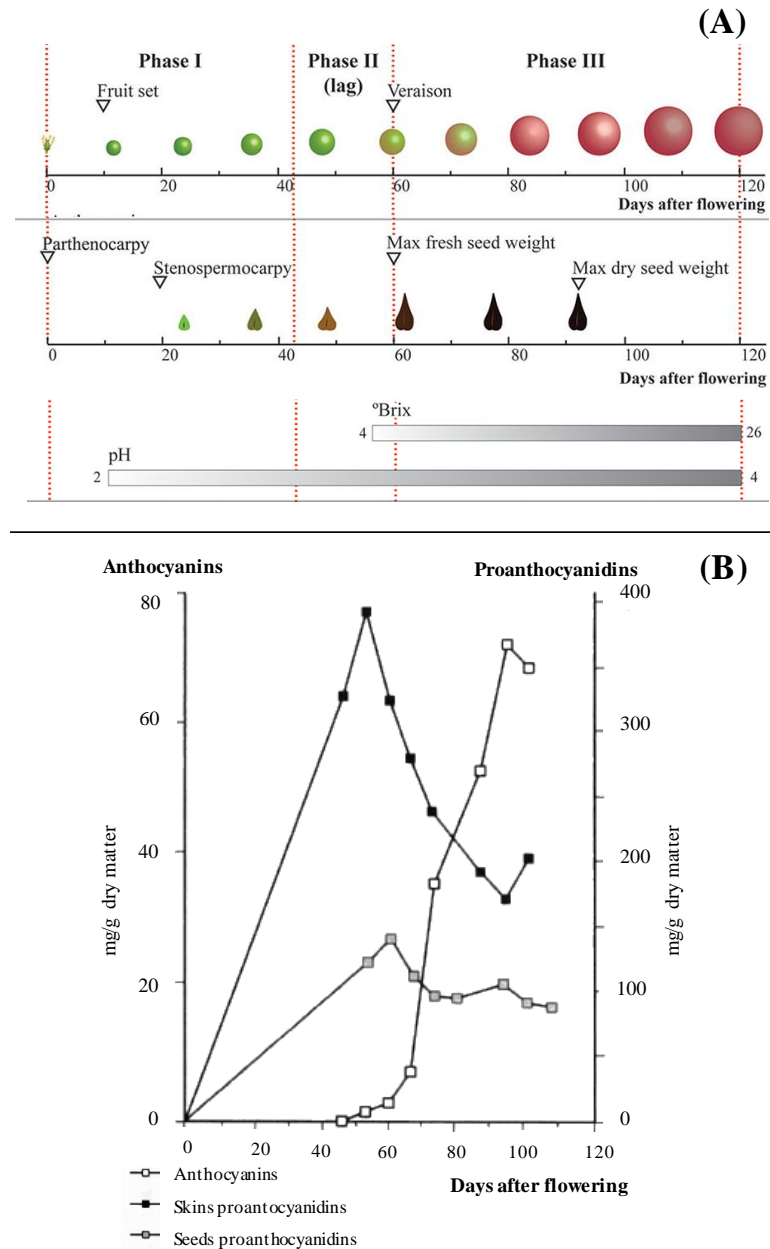 (A)
Phase I
Phase II
(lag)
Phase III
Fruit set
Veraison
0 20 40 60 80 100 120
Days after flowering
Parthenocarpy
Stenospermocarpy
Max fresh seed weight
Max dry seed weight
0 20 40 60 80 100 120
Days after flowering
ºBrix
4 26
pH
2 4
(B)
Anthocyanins
Proanthocyanidins
80
60
40
20
0
mg/g dry matter
400
300
200
100
0
mg/g dry matter
0 20 40 60 80 100 120
Days after flowering
Anthocyanins
Skins proantocyanidins
Seeds proanthocyanidins